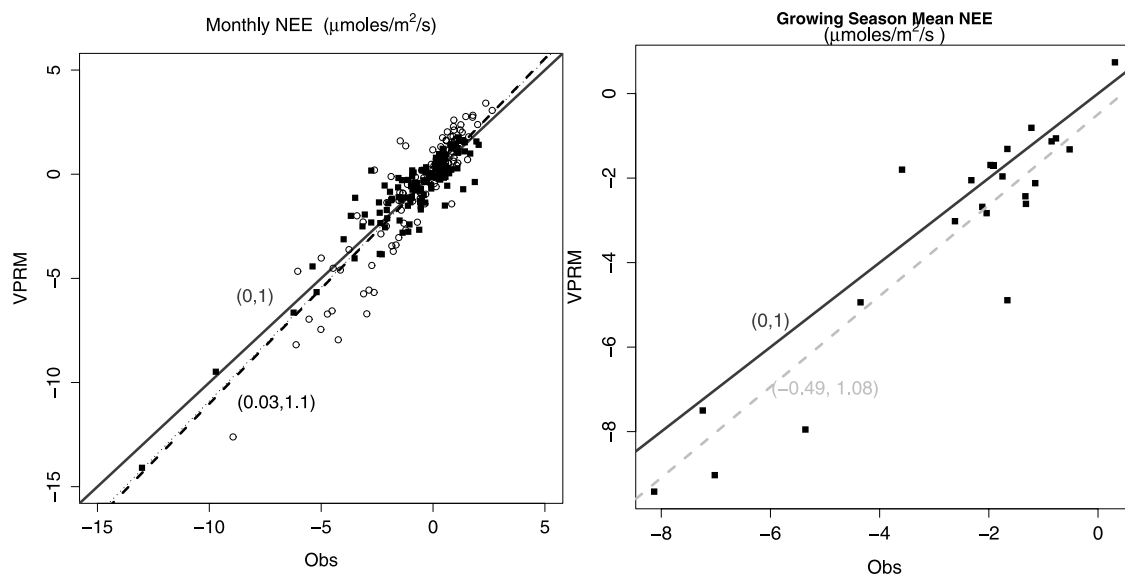 Monthly NEE (μmoles/m²/s)
5
0
−5
−10
−15
VPRM
(0,1)
(0.03,1.1)
−15 −10 −5 0 5
Obs
Growing Season Mean NEE
(μmoles/m²/s )
0
−2
−4
−6
−8
VPRM
(0,1)
(−0.49, 1.08)
−8 −6 −4 −2 0
Obs